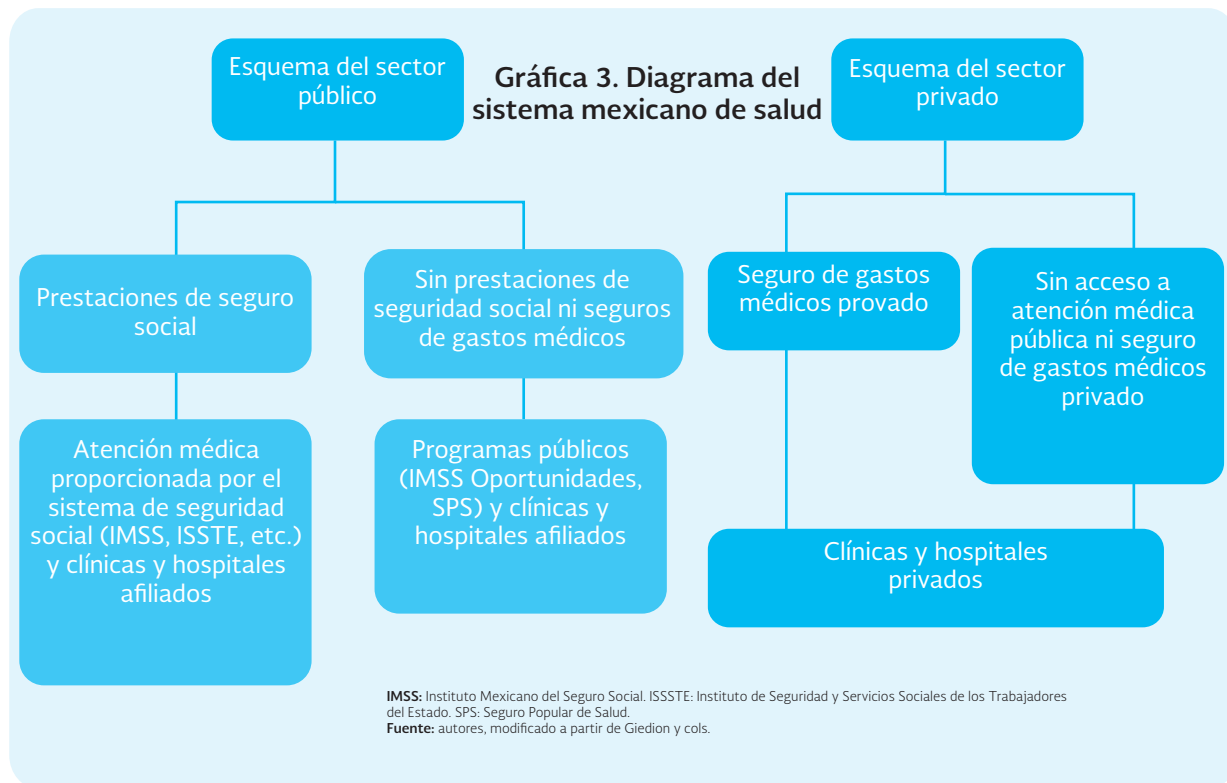 Gráfica 3. Diagrama del
sistema mexicano de salud
Esquema del sector
público
Prestaciones de seguro
social
Atención médica
proporcionada por el
sistema de seguridad
social (IMSS, ISSTE, etc.)
y clínicas y hospitales
afiliados
Sin prestaciones de
seguridad social ni seguros
de gastos médicos
Programas públicos
(IMSS Oportunidades,
SPS) y clínicas y
hospitales afiliados
Esquema del sector
privado
Seguro de gastos
médicos provado
Sin acceso a
atención médica
pública ni seguro
de gastos médicos
privado
Clínicas y hospitales
privados
IMSS: Instituto Mexicano del Seguro Social. ISSSTE: Instituto de Seguridad y Servicios Sociales de los Trabajadores
del Estado. SPS: Seguro Popular de Salud.
Fuente: autores, modificado a partir de Giedion y cols.